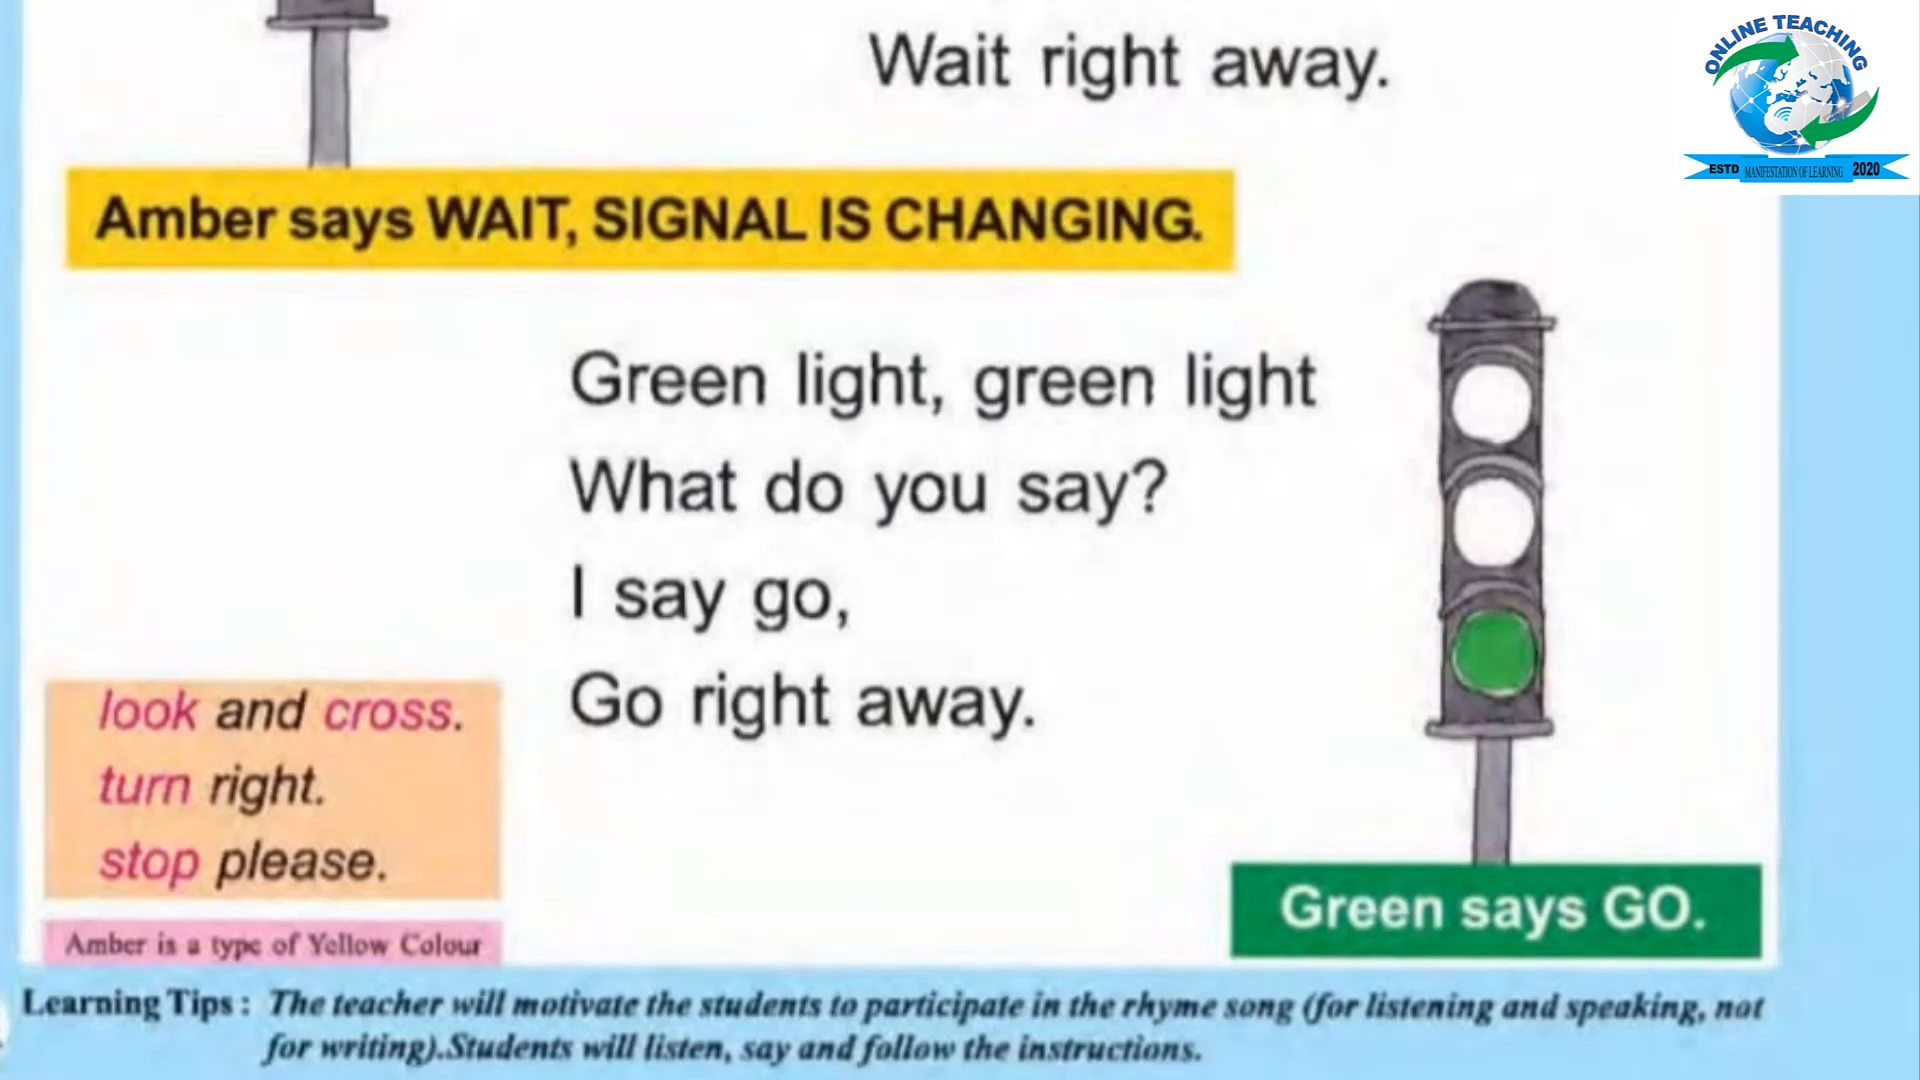 Wait right away.
ONLINE TEACHING
ESTD MANIFESTATION OF LEARNING 2020
Amber says WAIT, SIGNAL IS CHANGING.
Green light, green light
What do you say?
I say go,
Go right away.
look and cross.
turn right.
stop please.
Green says GO.
Amber is a type of Yellow Colour
Learning Tips : The teacher will motivate the students to participate in the rhyme song (for listening and speaking, not
for writing).Students will listen, say and follow the instructions.